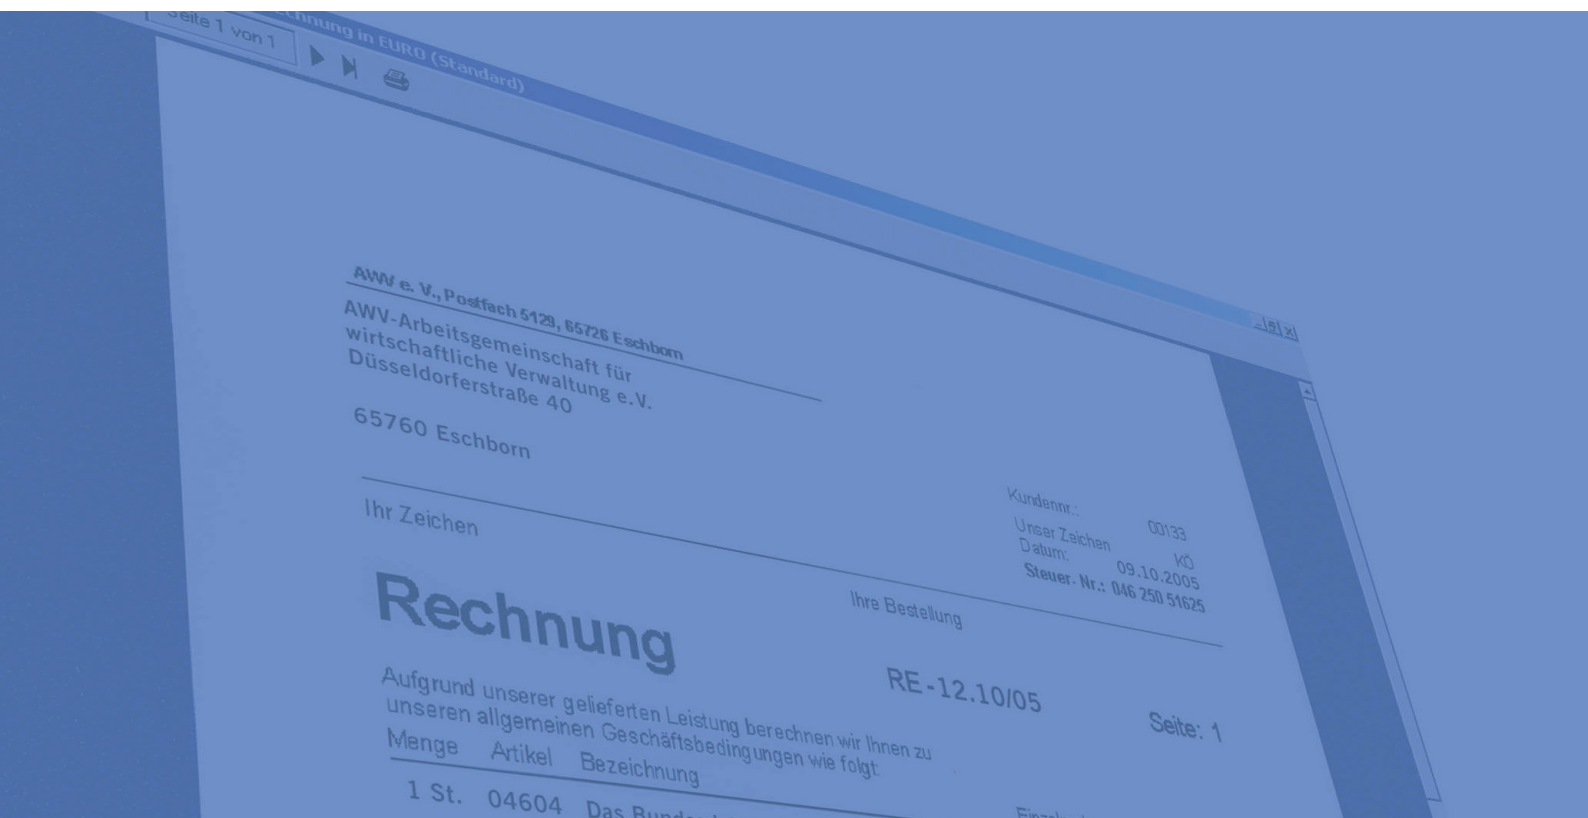 Rechnung in EURO (Standard)
Seite 1 von 1
AWV e. V., Postfach 5129, 65726 Eschborn
AWV-Arbeitsgemeinschaft für
wirtschaftliche Verwaltung e.V.
Düsseldorferstraße 40
65760 Eschborn
Kundennr.: 00133
Unser Zeichen KÖ
Datum: 09.10.2005
Steuer-Nr.: 046 250 51625
Ihr Zeichen
Ihre Bestellung
Rechnung
RE-12.10/05
Seite: 1
Aufgrund unserer gelieferten Leistung berechnen wir Ihnen zu
unseren allgemeinen Geschäftsbedingungen wie folgt:
Menge Artikel Bezeichnung
1 St. 04604 Das